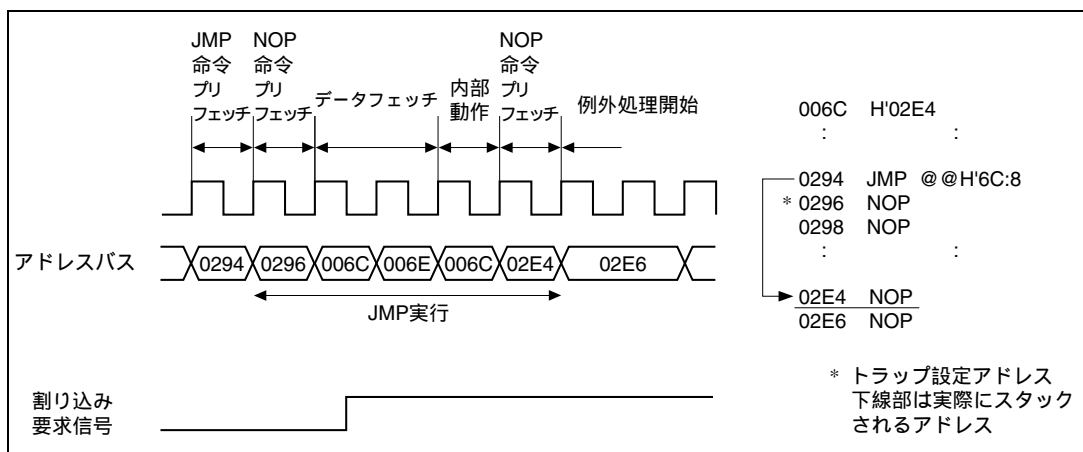 JMP
命令
プリ
フェッチ
NOP
命令
プリ
フェッチ
データフェッチ
内部
動作
NOP
命令
プリ
フェッチ
例外処理開始
アドレスバス
0294 0296 006C 006E 006C 02E4 02E6
JMP実行
割り込み
要求信号
006C H'02E4
: :
0294 JMP @@H'6C:8
* 0296 NOP
0298 NOP
: :
02E4 NOP
02E6 NOP
* トラップ設定アドレス
下線部は実際にスタック
されるアドレス